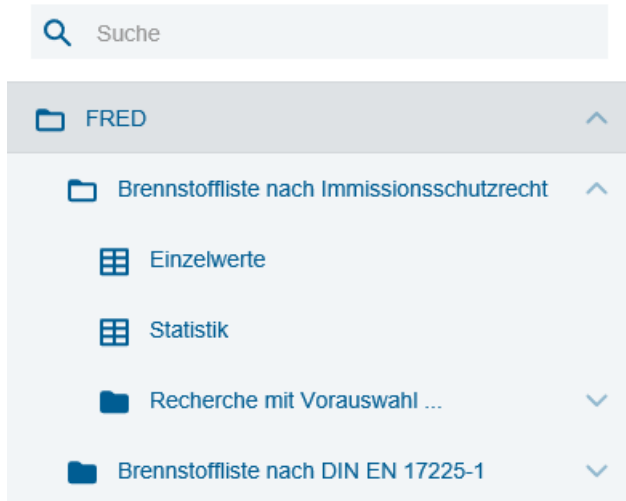 Suche
FRED
Brennstoffliste nach Immissionsschutzrecht
Einzelwerte
Statistik
Recherche mit Vorauswahl ...
Brennstoffliste nach DIN EN 17225-1